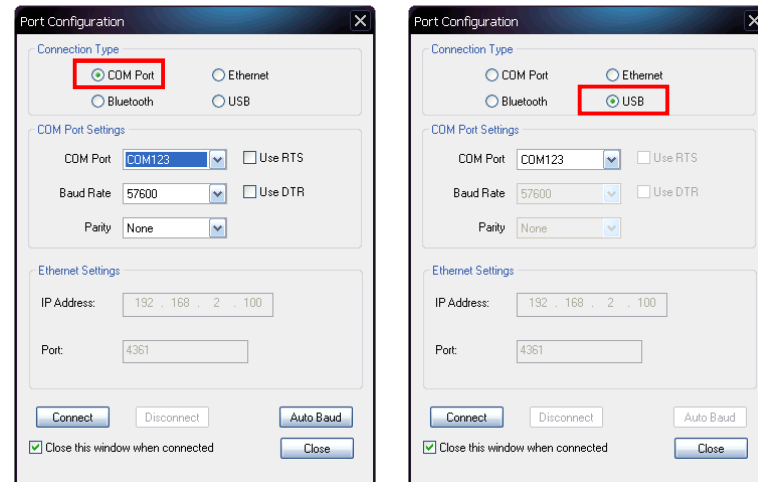 Port Configuration
Connection Type
COM Port Ethernet
Bluetooth USB
COM Port Settings
COM Port COM123 Use RTS
Baud Rate 57600 Use DTR
Parity None
Ethernet Settings
IP Address: 192 . 168 . 2 . 100
Port: 4361
Connect Disconnect Auto Baud
Close this window when connected Close
Port Configuration
Connection Type
COM Port Ethernet
Bluetooth USB
COM Port Settings
COM Port COM123 Use RTS
Baud Rate 57600 Use DTR
Parity None
Ethernet Settings
IP Address: 192 . 168 . 2 . 100
Port: 4361
Connect Disconnect Auto Baud
Close this window when connected Close